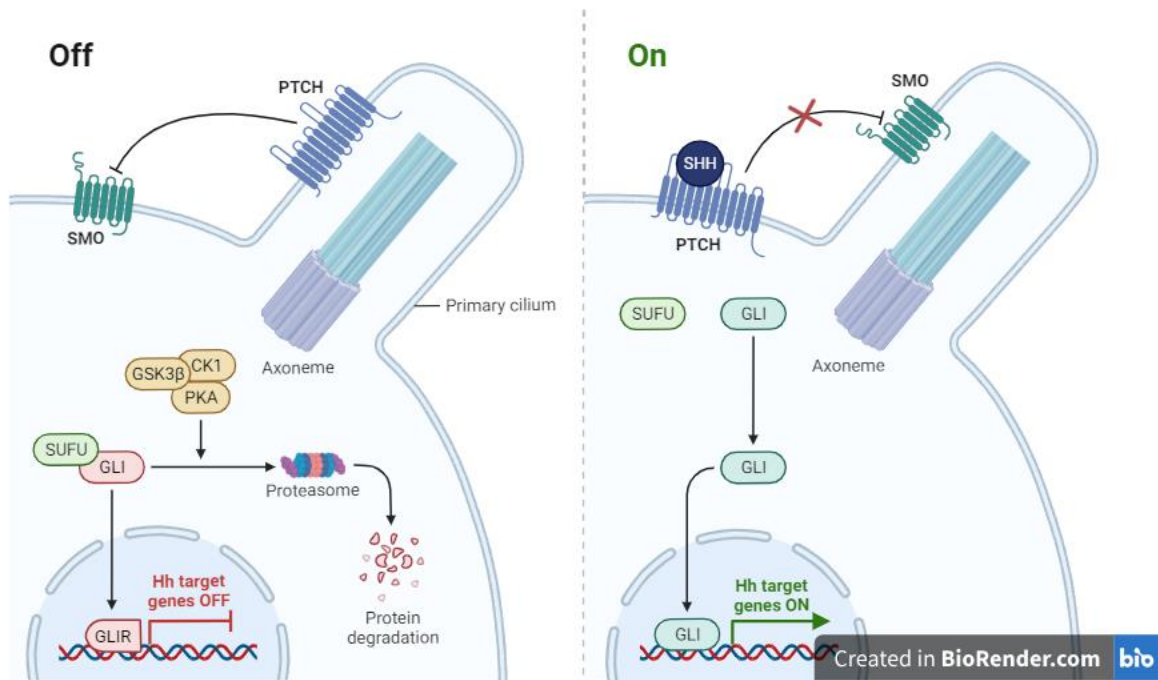 Off
PTCH
SMO
Primary cilium
Axoneme
GSK3β
CK1
PKA
SUFU
GLI
Proteasome
Protein
degradation
Hh target
genes OFF
GLIR
On
SMO
SHH
PTCH
SUFU
GLI
Axoneme
GLI
Hh target
genes ON
GLI
Created in BioRender.com bio